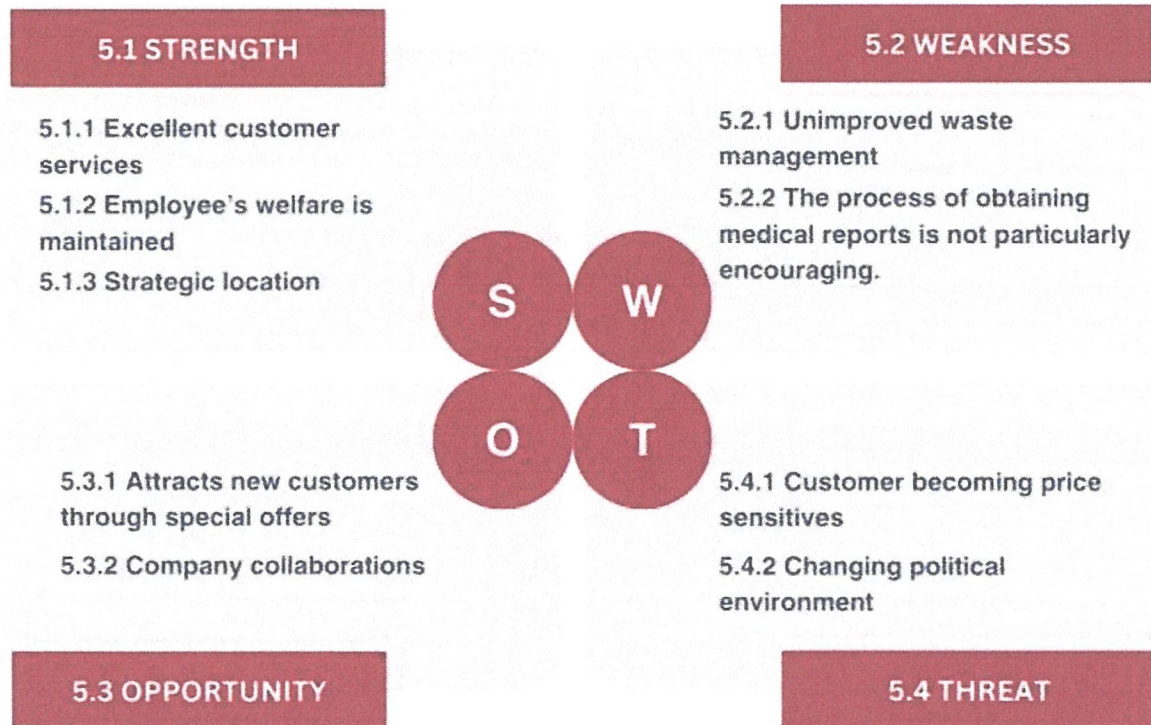 5.1 STRENGTH
5.1.1 Excellent customer
services
5.1.2 Employee's welfare is
maintained
5.1.3 Strategic location
5.2 WEAKNESS
5.2.1 Unimproved waste
management
5.2.2 The process of obtaining
medical reports is not particularly
encouraging.
S
W
O
T
5.3.1 Attracts new customers
through special offers
5.3.2 Company collaborations
5.3 OPPORTUNITY
5.4.1 Customer becoming price
sensitives
5.4.2 Changing political
environment
5.4 THREAT